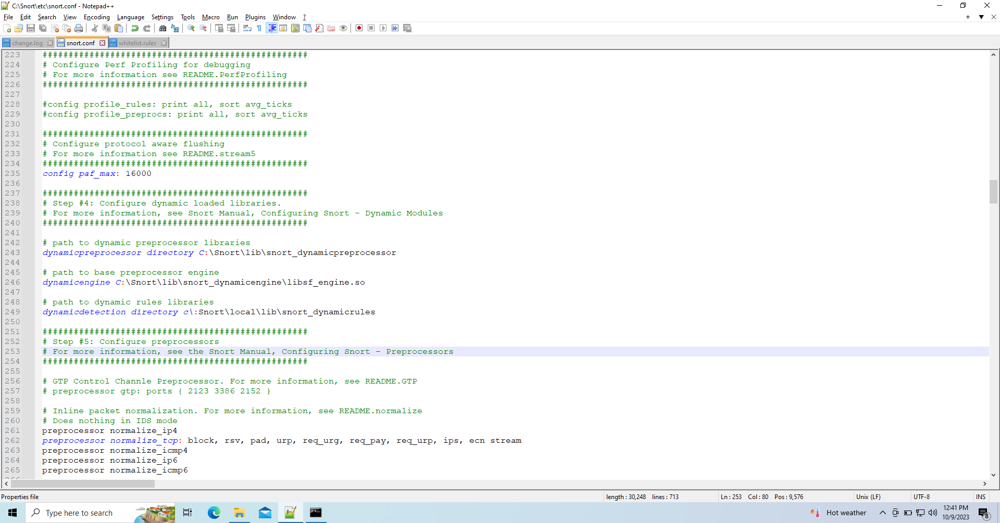 C:\Snort\etc\snort.conf - Notepad++
File Edit Search View Encoding Language Settings Tools Macro Run Plugins Window ?
change.log snort.conf whitelist.rules
223 ###################################################
224 # Configure Perf Profiling for debugging
225 # For more information see README.PerfProfiling
226 ###################################################
227
228 #config profile_rules: print all, sort avg_ticks
229 #config profile_preprocs: print all, sort avg_ticks
230
231 ###################################################
232 # Configure protocol aware flushing
233 # For more information see README.stream5
234 ###################################################
235 config paf_max: 16000
236
237 ###################################################
238 # Step #4: Configure dynamic loaded libraries.
239 # For more information, see Snort Manual, Configuring Snort - Dynamic Modules
240 ###################################################
241
242 # path to dynamic preprocessor libraries
243 dynamicpreprocessor directory C:\Snort\lib\snort_dynamicpreprocessor
244
245 # path to base preprocessor engine
246 dynamicengine C:\Snort\lib\snort_dynamicengine\libsf_engine.so
247
248 # path to dynamic rules libraries
249 dynamicdetection directory c\:Snort\local\lib\snort_dynamicrules
250
251 ###################################################
252 # Step #5: Configure preprocessors
253 # For more information, see the Snort Manual, Configuring Snort - Preprocessors
254 ###################################################
255
256 # GTP Control Channle Preprocessor. For more information, see README.GTP
257 # preprocessor gtp: ports { 2123 3386 2152 }
258
259 # Inline packet normalization. For more information, see README.normalize
260 # Does nothing in IDS mode
261 preprocessor normalize_ip4
262 preprocessor normalize_tcp: block, rsv, pad, urp, req_urg, req_pay, req_urp, ips, ecn stream
263 preprocessor normalize_icmp4
264 preprocessor normalize_ip6
265 preprocessor normalize_icmp6
Properties file length : 30,248 lines : 713 Ln : 253 Col : 80 Pos : 9,576 Unix (LF) UTF-8 INS
Type here to search Hot weather 12:41 PM
10/9/2023 8